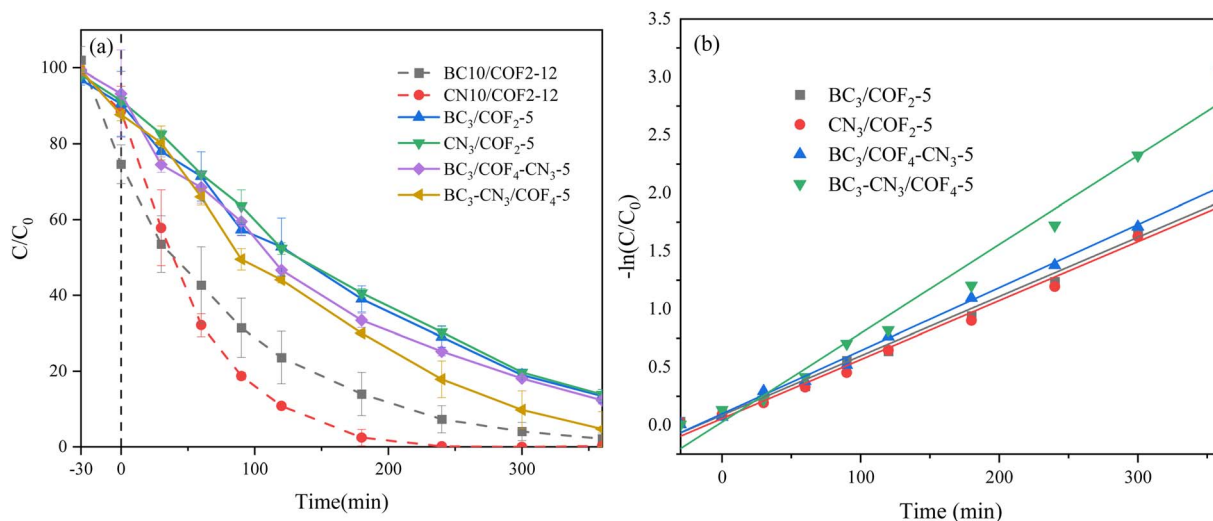 (a)
C/C₀
100
80
60
40
20
0
-30
0
100
200
300
Time(min)
BC10/COF2-12
CN10/COF2-12
BC₃/COF₂-5
CN₃/COF₂-5
BC₃/COF₄-CN₃-5
BC₃-CN₃/COF₄-5
(b)
-ln(C/C₀)
-3.5
3.0
2.5
2.0
1.5
1.0
0.5
0.0
0
100
200
300
Time (min)
BC₃/COF₂-5
CN₃/COF₂-5
BC₃/COF₄-CN₃-5
BC₃-CN₃/COF₄-5